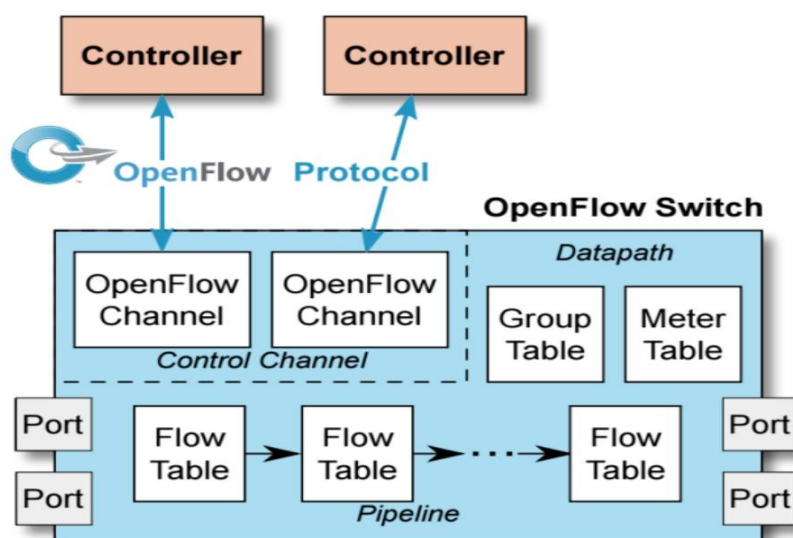 Controller
Controller
OpenFlow Protocol
OpenFlow Switch
OpenFlow
Channel
OpenFlow
Channel
Control Channel
Datapath
Group
Table
Meter
Table
Port
Port
Flow
Table
Flow
Table
...
Flow
Table
Pipeline
Port
Port